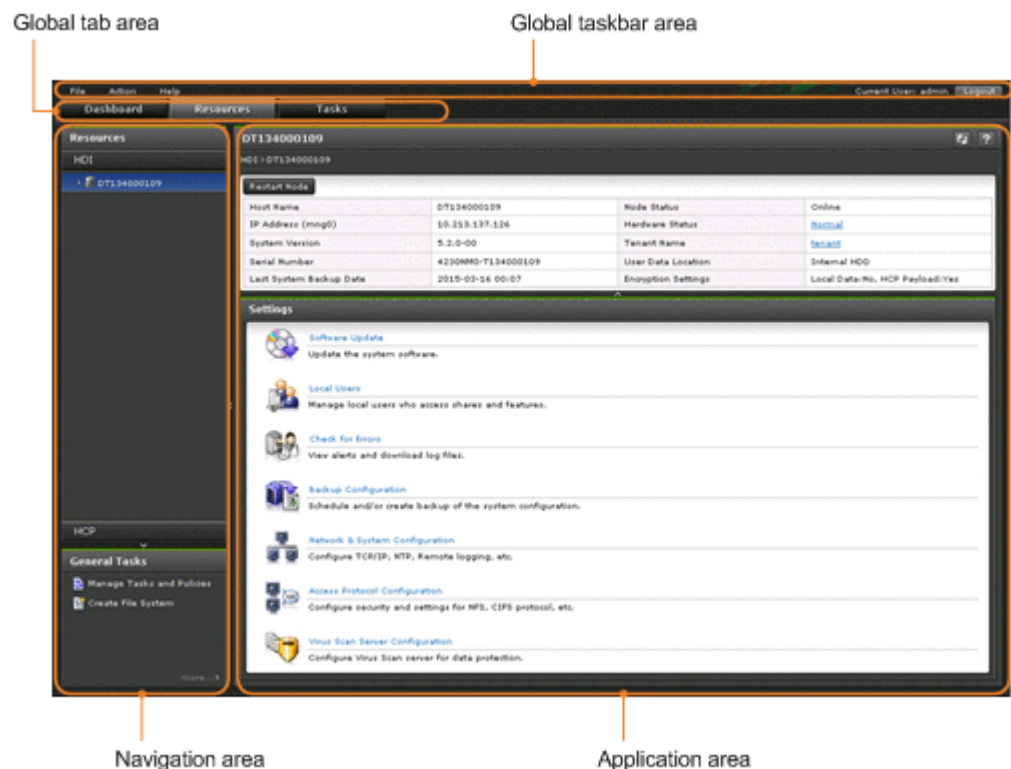 Global tab area
Global taskbar area
File Action Help
Current User: admin Logout
Dashboard Resources Tasks
Resources
HDI
DT134000109
HCP
General Tasks
Manage Tasks and Policies
Create File System
more...
DT134000109
HDI > DT134000109
Restart Node
Host Name DT134000109 Node Status Online
IP Address (mng0) 10.213.137.126 Hardware Status Normal
System Version 5.2.0-00 Tenant Name tenant
Serial Number 4230NM0-T134000109 User Data Location Internal HDD
Last System Backup Date 2015-03-16 00:07 Encryption Settings Local Data:No, HCP Payload:Yes
Settings
Software Update
Update the system software.
Local Users
Manage local users who access shares and features.
Check for Errors
View alerts and download log files.
Backup Configuration
Schedule and/or create backup of the system configuration.
Network & System Configuration
Configure TCP/IP, NTP, Remote logging, etc.
Access Protocol Configuration
Configure security and settings for NFS, CIFS protocol, etc.
Virus Scan Server Configuration
Configure Virus Scan server for data protection.
Navigation area
Application area